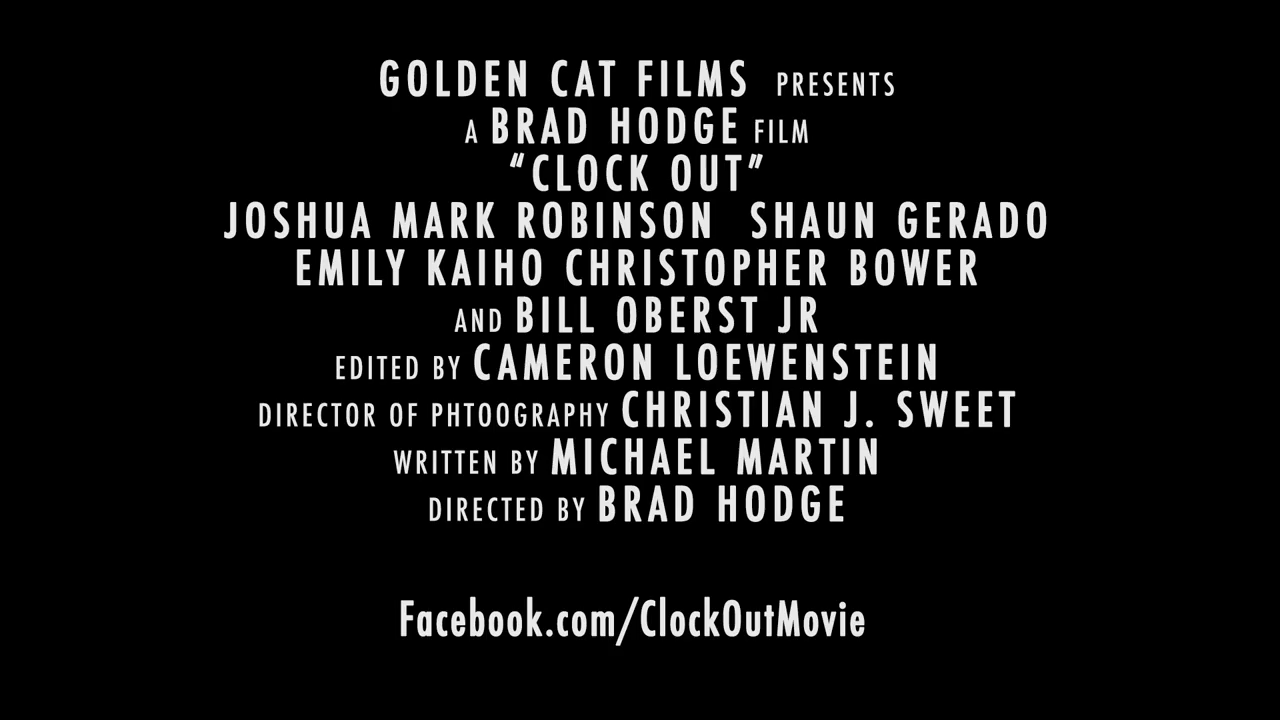 GOLDEN CAT FILMS PRESENTS
A BRAD HODGE FILM
“CLOCK OUT”
JOSHUA MARK ROBINSON SHAUN GERADO
EMILY KAIHO CHRISTOPHER BOWER
AND BILL OBERST JR
EDITED BY CAMERON LOEWENSTEIN
DIRECTOR OF PHTOOGRAPHY CHRISTIAN J. SWEET
WRITTEN BY MICHAEL MARTIN
DIRECTED BY BRAD HODGE
Facebook.com/ClockOutMovie